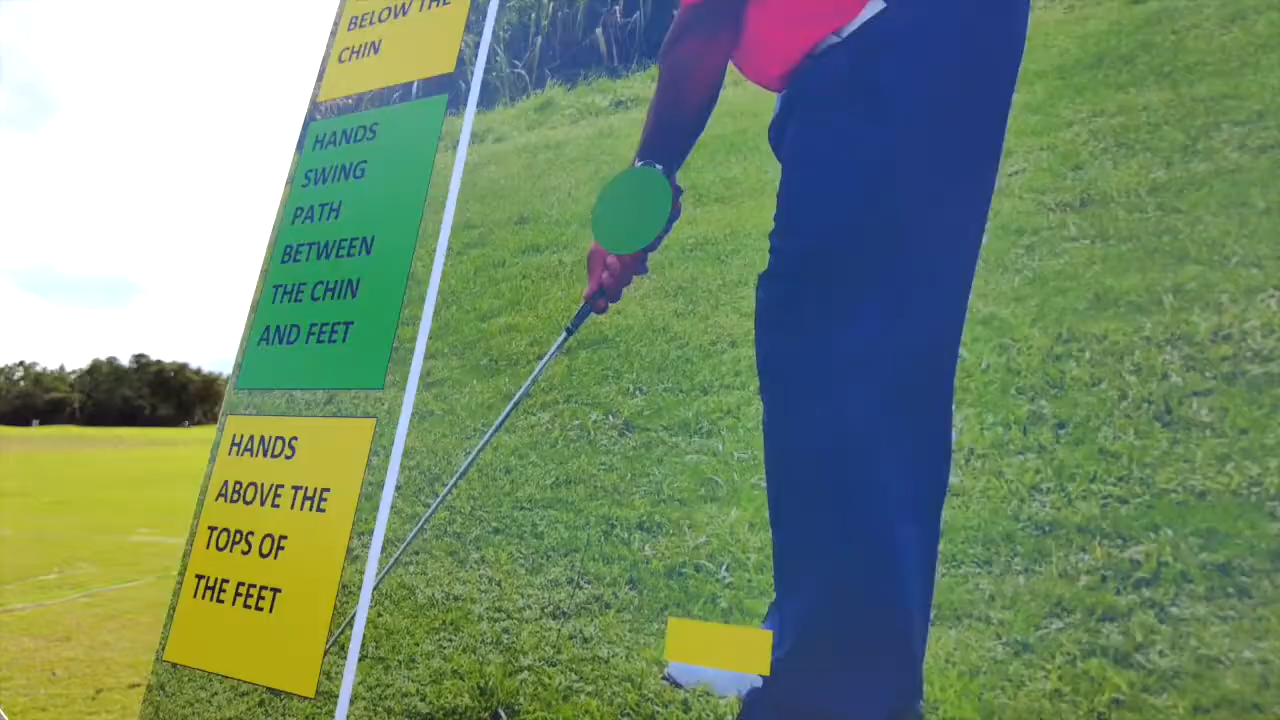 BELOW THE
CHIN
HANDS
SWING
PATH
BETWEEN
THE CHIN
AND FEET
HANDS
ABOVE THE
TOPS OF
THE FEET